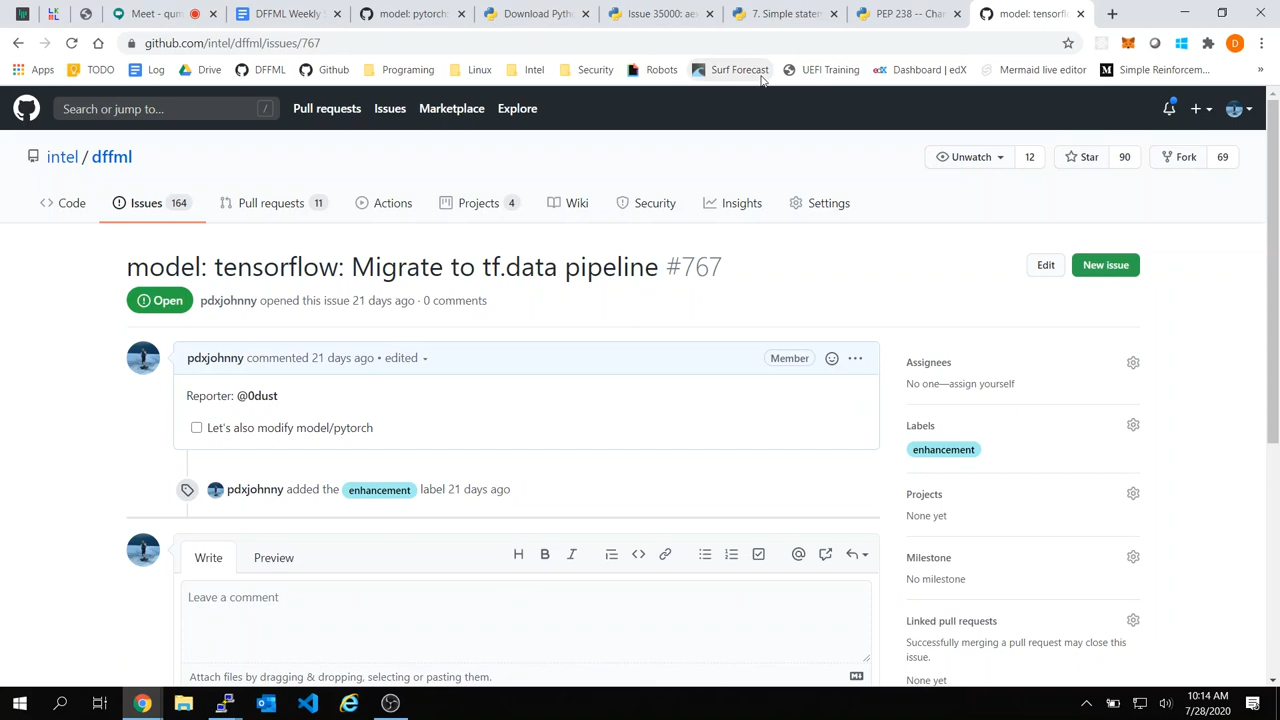 Meet - qum
DFFML Weekly S
model: pytorch:
Download Pyth
Issue 35000: aes
7. Simple stater
PEP 238 -- Cha
model: tensorfl
github.com/intel/dffml/issues/767
D
Apps
TODO
Log
Drive
DFFML
Github
Programing
Linux
Intel
Security
Robots
Surf Forecast
UEFI Training
edX
Dashboard | edX
Mermaid live editor
Simple Reinforcem...
»
Search or jump to...
/
Pull requests
Issues
Marketplace
Explore
intel / dffml
Unwatch
12
Star
90
Fork
69
Code
Issues 164
Pull requests 11
Actions
Projects 4
Wiki
Security
Insights
Settings
model: tensorflow: Migrate to tf.data pipeline #767
Edit
New issue
Open
pdxjohnny opened this issue 21 days ago · 0 comments
pdxjohnny commented 21 days ago • edited
Member
Reporter: @0dust
Let's also modify model/pytorch
pdxjohnny added the enhancement label 21 days ago
Write
Preview
Leave a comment
Attach files by dragging & dropping, selecting or pasting them.
Assignees
No one—assign yourself
Labels
enhancement
Projects
None yet
Milestone
No milestone
Linked pull requests
Successfully merging a pull request may close this
issue.
None yet
10:14 AM
7/28/2020